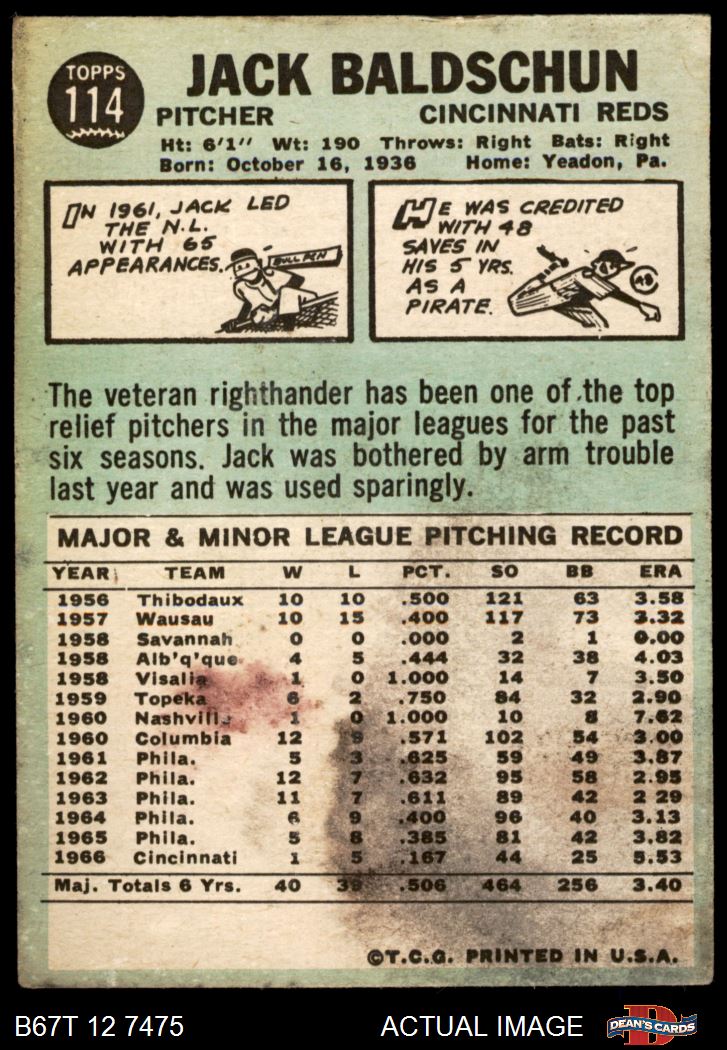 TOPPS
114
JACK BALDSCHUN
PITCHER CINCINNATI REDS
Ht: 6'1" Wt: 190 Throws: Right Bats: Right
Born: October 16, 1936 Home: Yeadon, Pa.
IN 1961, JACK LED
THE N.L.
WITH 65
APPEARANCES.
BULL PEN
HE WAS CREDITED
WITH 48
SAVES IN
HIS 5 YRS.
AS A
PIRATE.
48
The veteran righthander has been one of the top
relief pitchers in the major leagues for the past
six seasons. Jack was bothered by arm trouble
last year and was used sparingly.
MAJOR & MINOR LEAGUE PITCHING RECORD
YEAR TEAM W L PCT. SO BB ERA
1956 Thibodaux 10 10 .500 121 63 3.58
1957 Wausau 10 15 .400 117 73 3.32
1958 Savannah 0 0 .000 2 1 0.00
1958 Alb'q'que 4 5 .444 32 38 4.03
1958 Visalia 1 0 1.000 14 7 3.50
1959 Topeka 6 2 .750 84 32 2.90
1960 Nashville 1 0 1.000 10 8 7.62
1960 Columbia 12 9 .571 102 54 3.00
1961 Phila. 5 3 .625 59 49 3.87
1962 Phila. 12 7 .632 95 58 2.95
1963 Phila. 11 7 .611 89 42 2 29
1964 Phila. 6 9 .400 96 40 3.13
1965 Phila. 5 8 .385 81 42 3.82
1966 Cincinnati 1 5 .167 44 25 5.53
Maj. Totals 6 Yrs. 40 39 .506 464 256 3.40
©T.C.G. PRINTED IN U.S.A.
B67T 12 7475 ACTUAL IMAGE
D
DEAN'S CARDS